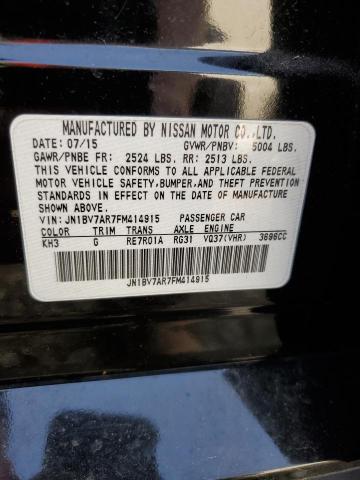 MANUFACTURED BY NISSAN MOTOR CO., LTD.
DATE: 07/15 GVWR/PNBV: 5004 LBS.
GAWR/PNBE FR: 2524 LBS. RR: 2513 LBS.
THIS VEHICLE CONFORMS TO ALL APPLICABLE FEDERAL
MOTOR VEHICLE SAFETY, BUMPER, AND THEFT PREVENTION
STANDARDS IN EFFECT ON THE DATE OF MANUFACTURE
SHOWN ABOVE.
VIN: JN1BV7AR7FM414915 PASSENGER CAR
COLOR TRIM TRANS AXLE ENGINE
KH3 G RE7R01A RG31 VQ37(VHR) 3696CC
JN1BV7AR7FM414915